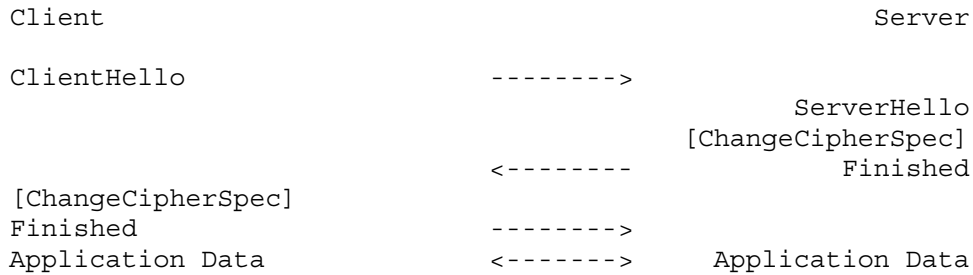 Client                                                Server

ClientHello                   -------->
                                                 ServerHello
                                          [ChangeCipherSpec]
                              <--------             Finished
[ChangeCipherSpec]
Finished                      -------->
Application Data              <------->     Application Data